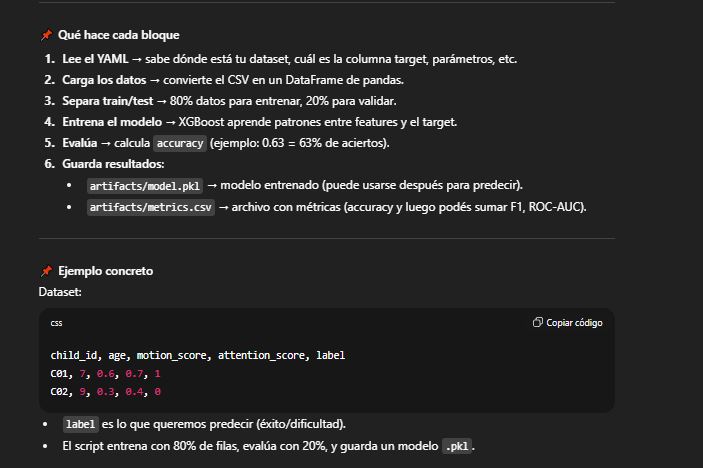 📌 Qué hace cada bloque
1. Lee el YAML → sabe dónde está tu dataset, cuál es la columna target, parámetros, etc.
2. Carga los datos → convierte el CSV en un DataFrame de pandas.
3. Separa train/test → 80% datos para entrenar, 20% para validar.
4. Entrena el modelo → XGBoost aprende patrones entre features y el target.
5. Evalúa → calcula accuracy (ejemplo: 0.63 = 63% de aciertos).
6. Guarda resultados:
• artifacts/model.pkl → modelo entrenado (puede usarse después para predecir).
• artifacts/metrics.csv → archivo con métricas (accuracy y luego podés sumar F1, ROC-AUC).
📌 Ejemplo concreto
Dataset:
css Copiar código
child_id, age, motion_score, attention_score, label
C01, 7, 0.6, 0.7, 1
C02, 9, 0.3, 0.4, 0
• label es lo que queremos predecir (éxito/dificultad).
• El script entrena con 80% de filas, evalúa con 20%, y guarda un modelo .pkl.